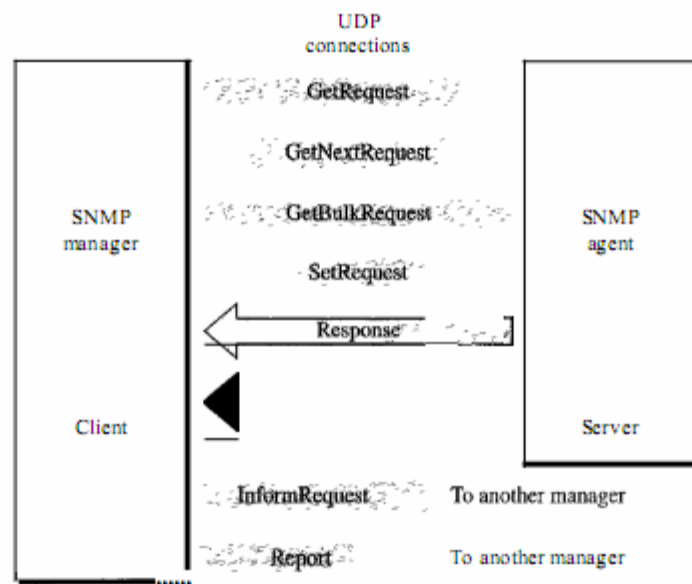 UDP
connections
GetRequest
GetNextRequest
GetBulkRequest
SNMP
manager
SNMP
agent
SetRequest
Response
Client
Server
InformRequest
To another manager
Report
To another manager